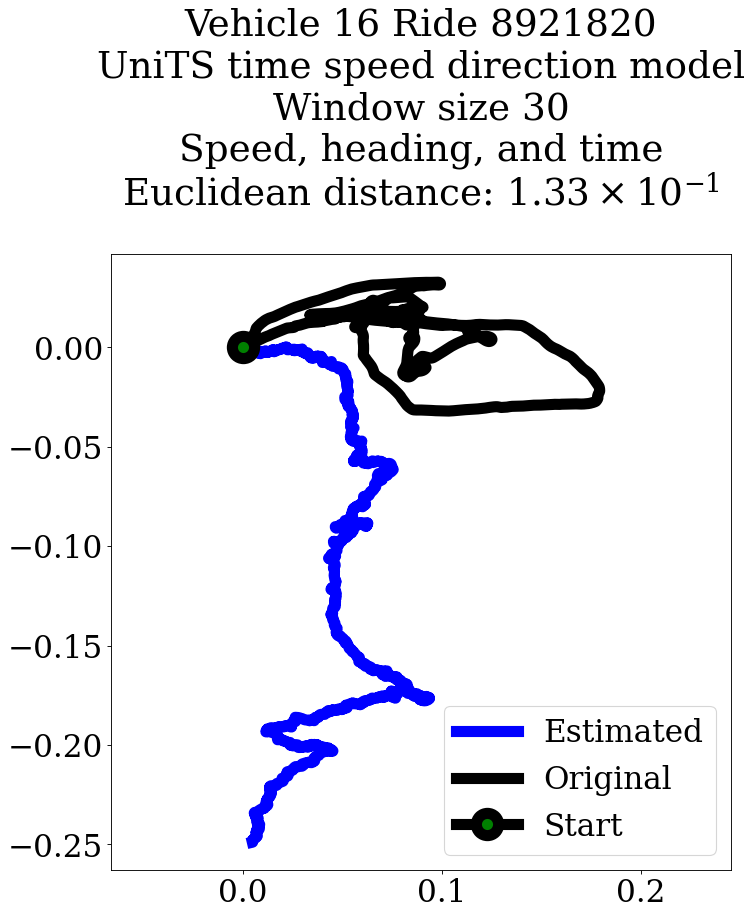 Vehicle 16 Ride 8921820
UniTS time speed direction model
Window size 30
Speed, heading, and time
Euclidean distance: 1.33 × 10⁻¹
0.00
−0.05
−0.10
−0.15
−0.20
−0.25
0.0
0.1
0.2
Estimated
Original
Start